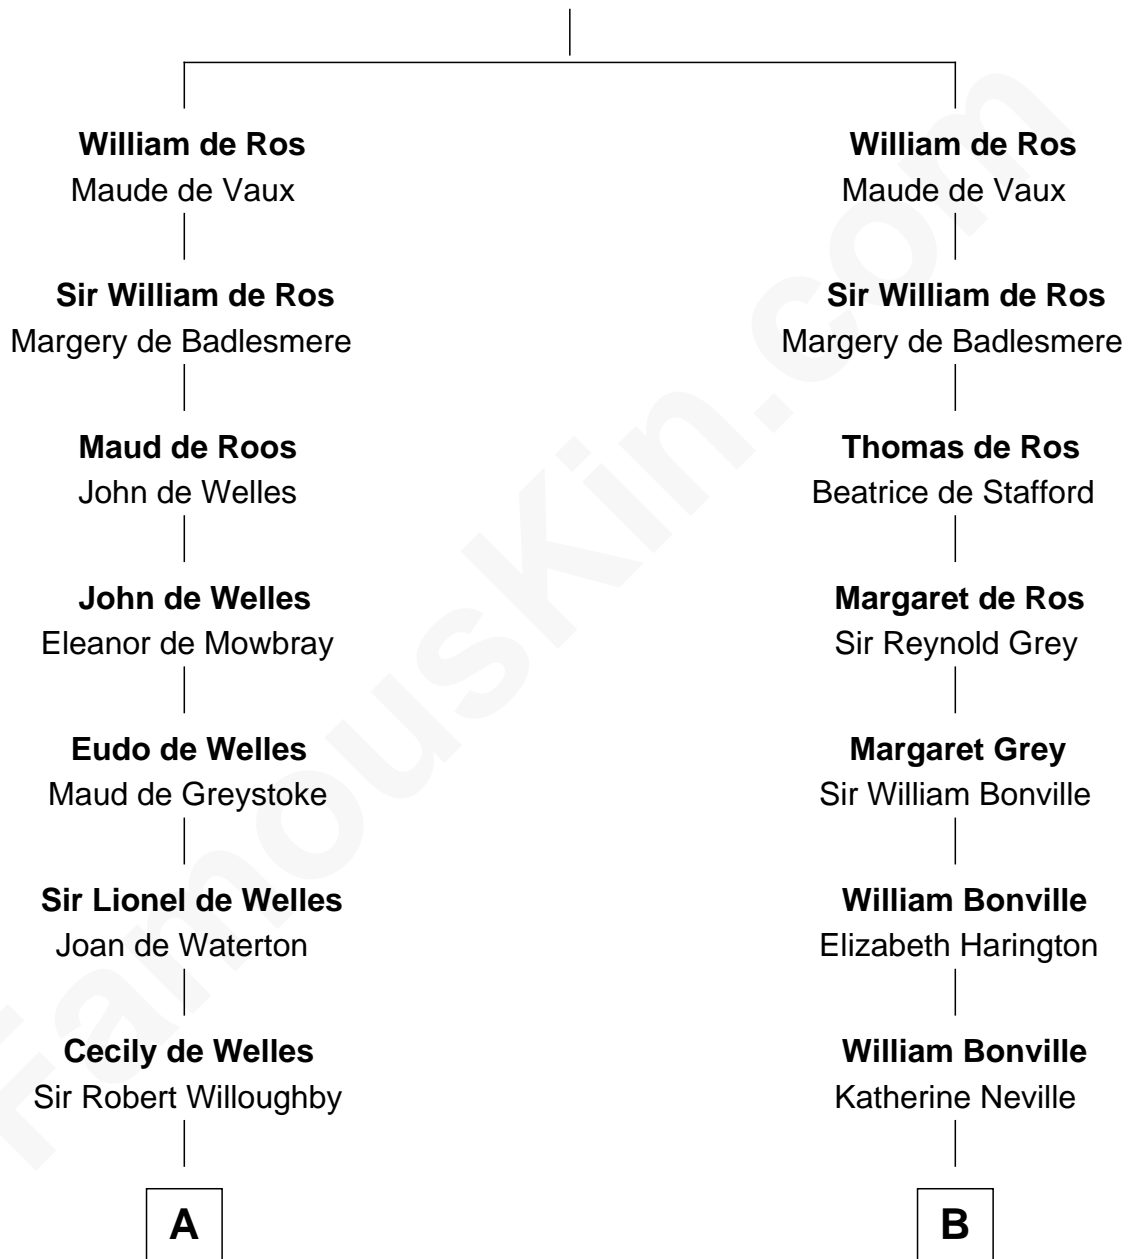 William de Ros
Maude de Vaux
Sir William de Ros
Margery de Badlesmere
Maud de Roos
John de Welles
John de Welles
Eleanor de Mowbray
Eudo de Welles
Maud de Greystoke
Sir Lionel de Welles
Joan de Waterton
Cecily de Welles
Sir Robert Willoughby
A
William de Ros
Maude de Vaux
Sir William de Ros
Margery de Badlesmere
Thomas de Ros
Beatrice de Stafford
Margaret de Ros
Sir Reynold Grey
Margaret Grey
Sir William Bonville
William Bonville
Elizabeth Harington
William Bonville
Katherine Neville
B
FamousKin.com